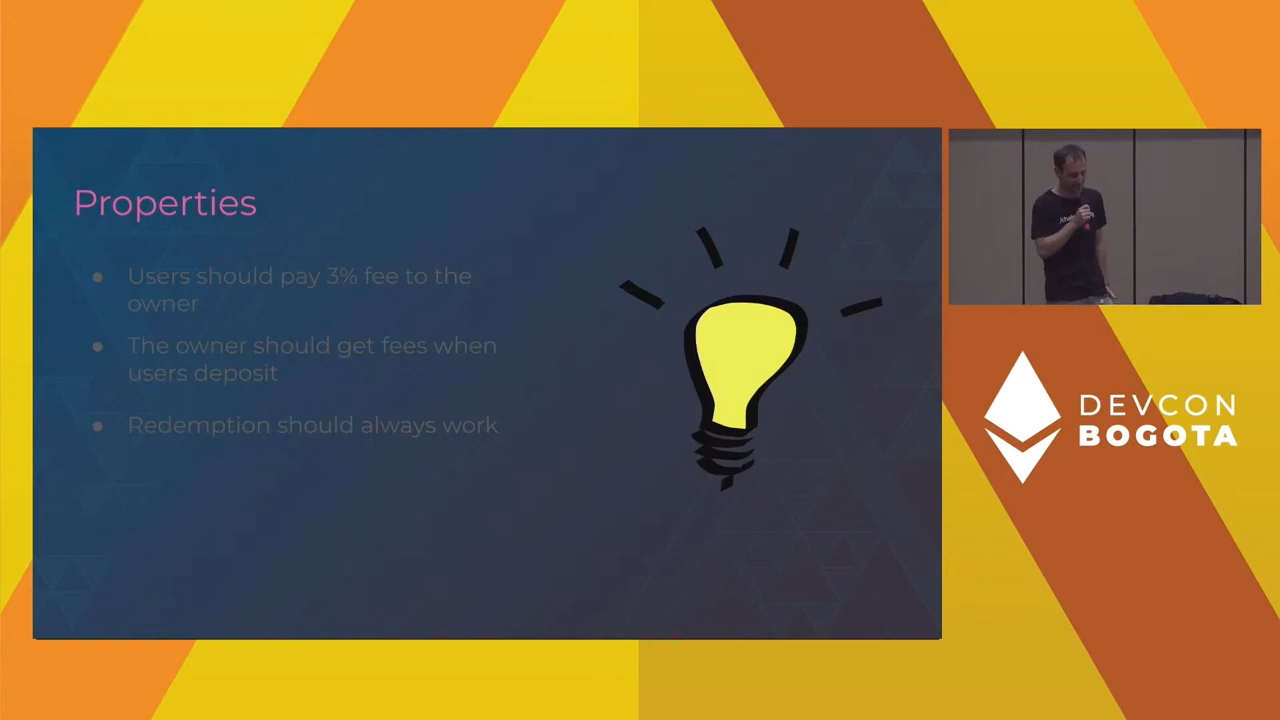 Properties
● Users should pay 3% fee to the
owner
● The owner should get fees when
users deposit
● Redemption should always work
DEVCON
BOGOTA